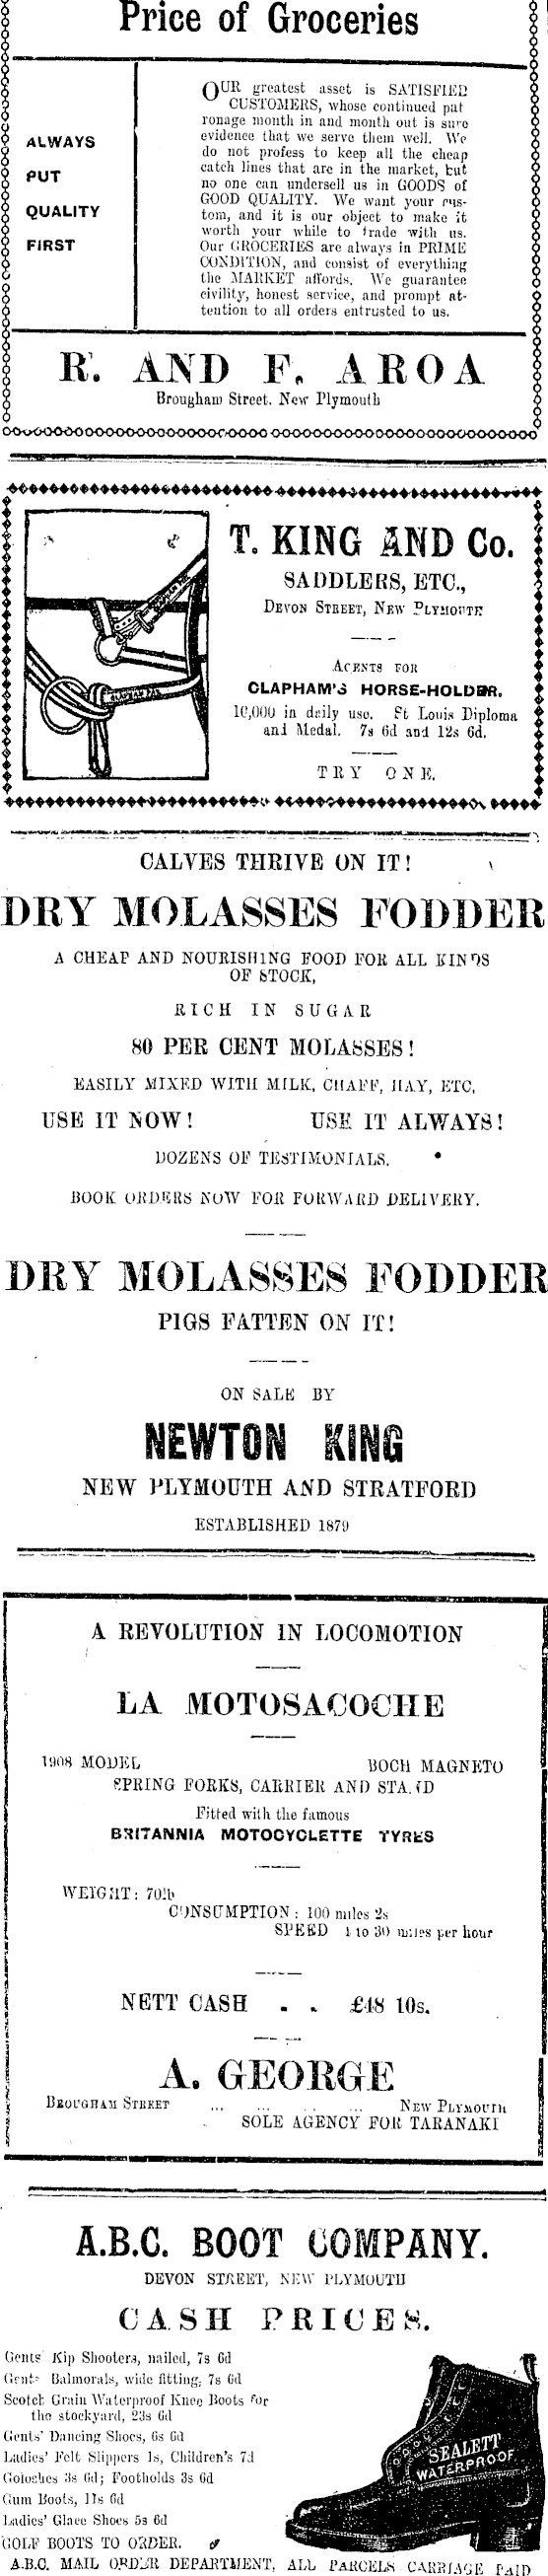 Price of Groceries
ALWAYS
PUT
QUALITY
FIRST
OUR greatest asset is SATISFIED
CUSTOMERS, whose continued pat
ronage month in and month out is sure
evidence that we serve them well. We
do not profess to keep all the cheap
catch lines that are in the market, but
no one can undersell us in GOODS of
GOOD QUALITY. We want your cus-
tom, and it is our object to make it
worth your while to trade with us.
Our GROCERIES are always in PRIME
CONDITION, and consist of everything
the MARKET affords. We guarantee
civility, honest service, and prompt at-
tention to all orders entrusted to us.
R. AND F. AROA
Brougham Street, New Plymouth
T. KING AND Co.
SADDLERS, ETC.,
DEVON STREET, NEW PLYMOUTH
AGENTS FOR
CLAPHAM'S HORSE-HOLDER.
10,000 in daily use. St Louis Diploma
and Medal. 7s 6d and 12s 6d.
TRY ONE.
CALVES THRIVE ON IT!
DRY MOLASSES FODDER
A CHEAP AND NOURISHING FOOD FOR ALL KINDS
OF STOCK,
RICH IN SUGAR
80 PER CENT MOLASSES!
EASILY MIXED WITH MILK, CHAFF, HAY, ETC,
USE IT NOW! USE IT ALWAYS!
DOZENS OF TESTIMONIALS.
BOOK ORDERS NOW FOR FORWARD DELIVERY.
DRY MOLASSES FODDER
PIGS FATTEN ON IT!
ON SALE BY
NEWTON KING
NEW PLYMOUTH AND STRATFORD
ESTABLISHED 1879
A REVOLUTION IN LOCOMOTION
LA MOTOSACOCHE
1908 MODEL BOCH MAGNETO
SPRING FORKS, CARRIER AND STAND
Fitted with the famous
BRITANNIA MOTOCYCLETTE TYRES
WEIGHT: 70lb
CONSUMPTION: 100 miles 2s
SPEED to 30 miles per hour
NETT CASH . . £48 10s.
A. GEORGE
BROUGHAM STREET ... ... .. ... NEW PLYMOUTH
SOLE AGENCY FOR TARANAKI
A.B.C. BOOT COMPANY.
DEVON STREET, NEW PLYMOUTH
CASH PRICES.
Gents Kip Shooters, nailed, 7s 6d
Gents Balmorals, wide fitting, 7s 6d
Scotch Grain Waterproof Knee Boots for
the stockyard, 23s 6d
Gents' Dancing Shoes, 6s 6d
Ladies' Felt Slippers 1s, Children's 7d
Goloshes 3s 6d; Footholds 3s 6d
Gum Boots, 11s 6d
Ladies' Glace Shoes 5s 6d
GOLF BOOTS TO ORDER.
SEALETT
WATERPROOF
A.B.C. MAIL ORDER DEPARTMENT, ALL PARCELS CARRIAGE PAID